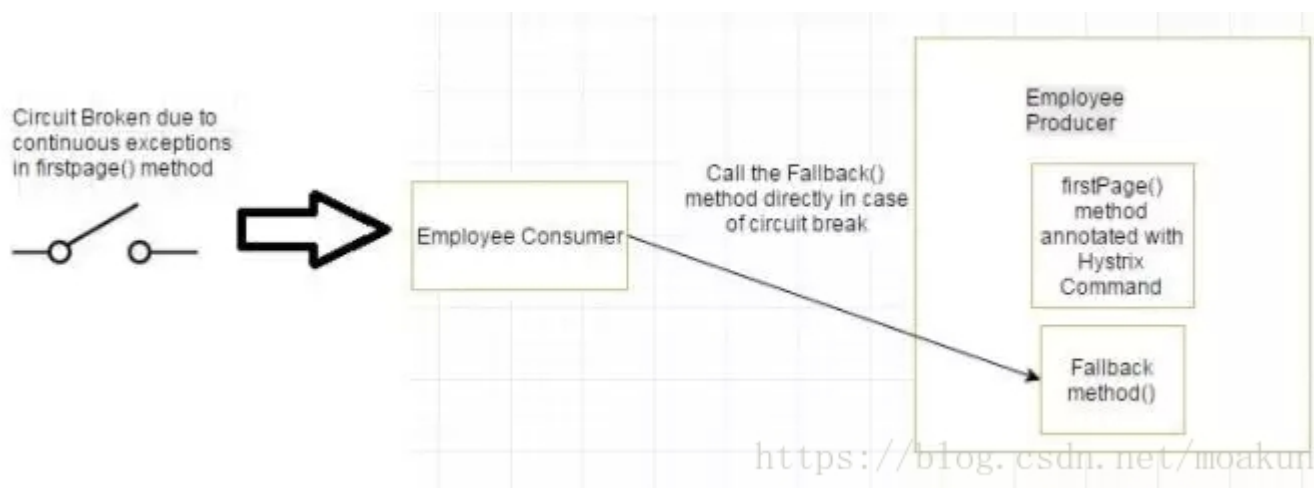 Circuit Broken due to
continuous exceptions
in firstpage() method
Employee Consumer
Call the Fallback()
method directly in case
of circuit break
Employee
Producer
firstPage()
method
annotated with
Hystrix
Command
Fallback
method()
https://blog.csdn.net/moakun